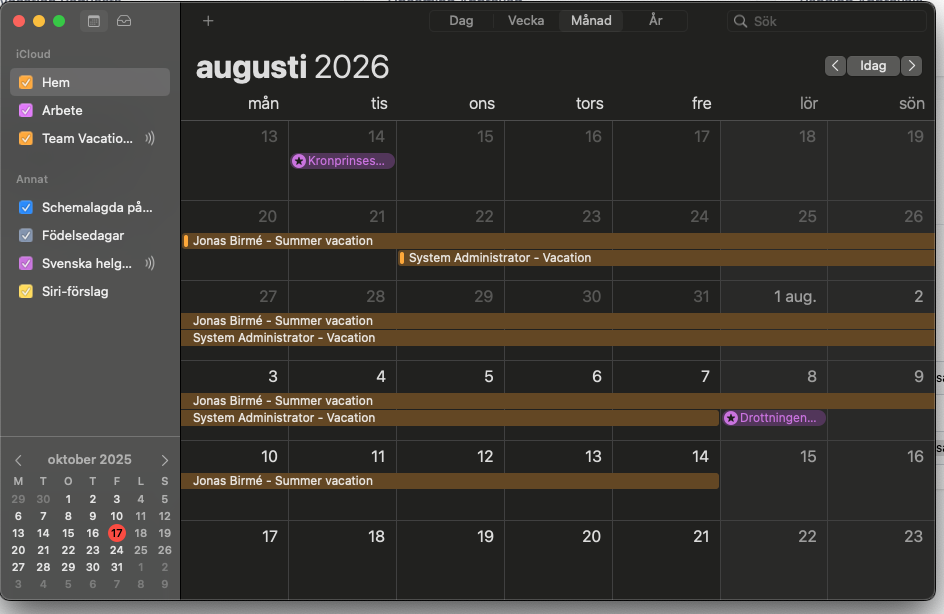 Dag Vecka Månad År
Sök
iCloud
Hem
Arbete
Team Vacatio...
Annat
Schemalagda på...
Födelsedagar
Svenska helg...
Siri-förslag
oktober 2025
M T O T F L S
29 30 1 2 3 4 5
6 7 8 9 10 11 12
13 14 15 16 17 18 19
20 21 22 23 24 25 26
27 28 29 30 31 1 2
3 4 5 6 7 8 9
augusti 2026
Idag
mån tis ons tors fre lör sön
13 14 15 16 17 18 19
Kronprinses...
20 21 22 23 24 25 26
Jonas Birmé - Summer vacation
System Administrator - Vacation
27 28 29 30 31 1 aug. 2
Jonas Birmé - Summer vacation
System Administrator - Vacation
3 4 5 6 7 8 9
Jonas Birmé - Summer vacation
System Administrator - Vacation
Drottningen...
10 11 12 13 14 15 16
Jonas Birmé - Summer vacation
17 18 19 20 21 22 23